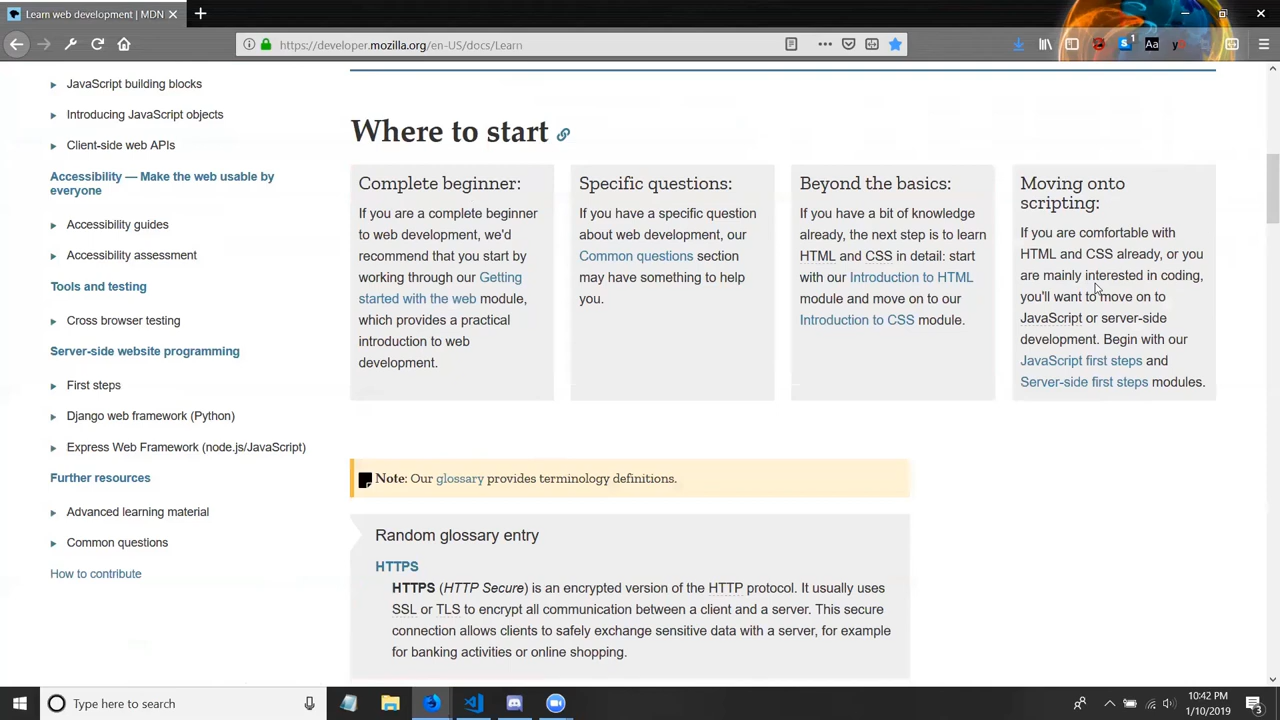 Learn web development | MDN
https://developer.mozilla.org/en-US/docs/Learn
JavaScript building blocks
Introducing JavaScript objects
Client-side web APIs
Accessibility — Make the web usable by
everyone
Accessibility guides
Accessibility assessment
Tools and testing
Cross browser testing
Server-side website programming
First steps
Django web framework (Python)
Express Web Framework (node.js/JavaScript)
Further resources
Advanced learning material
Common questions
How to contribute
Where to start
Complete beginner:
If you are a complete beginner
to web development, we'd
recommend that you start by
working through our Getting
started with the web module,
which provides a practical
introduction to web
development.
Specific questions:
If you have a specific question
about web development, our
Common questions section
may have something to help
you.
Beyond the basics:
If you have a bit of knowledge
already, the next step is to learn
HTML and CSS in detail: start
with our Introduction to HTML
module and move on to our
Introduction to CSS module.
Moving onto
scripting:
If you are comfortable with
HTML and CSS already, or you
are mainly interested in coding,
you'll want to move on to
JavaScript or server-side
development. Begin with our
JavaScript first steps and
Server-side first steps modules.
Note: Our glossary provides terminology definitions.
Random glossary entry
HTTPS
HTTPS (HTTP Secure) is an encrypted version of the HTTP protocol. It usually uses
SSL or TLS to encrypt all communication between a client and a server. This secure
connection allows clients to safely exchange sensitive data with a server, for example
for banking activities or online shopping.
Type here to search
10:42 PM
1/10/2019
3
S 1
Aa